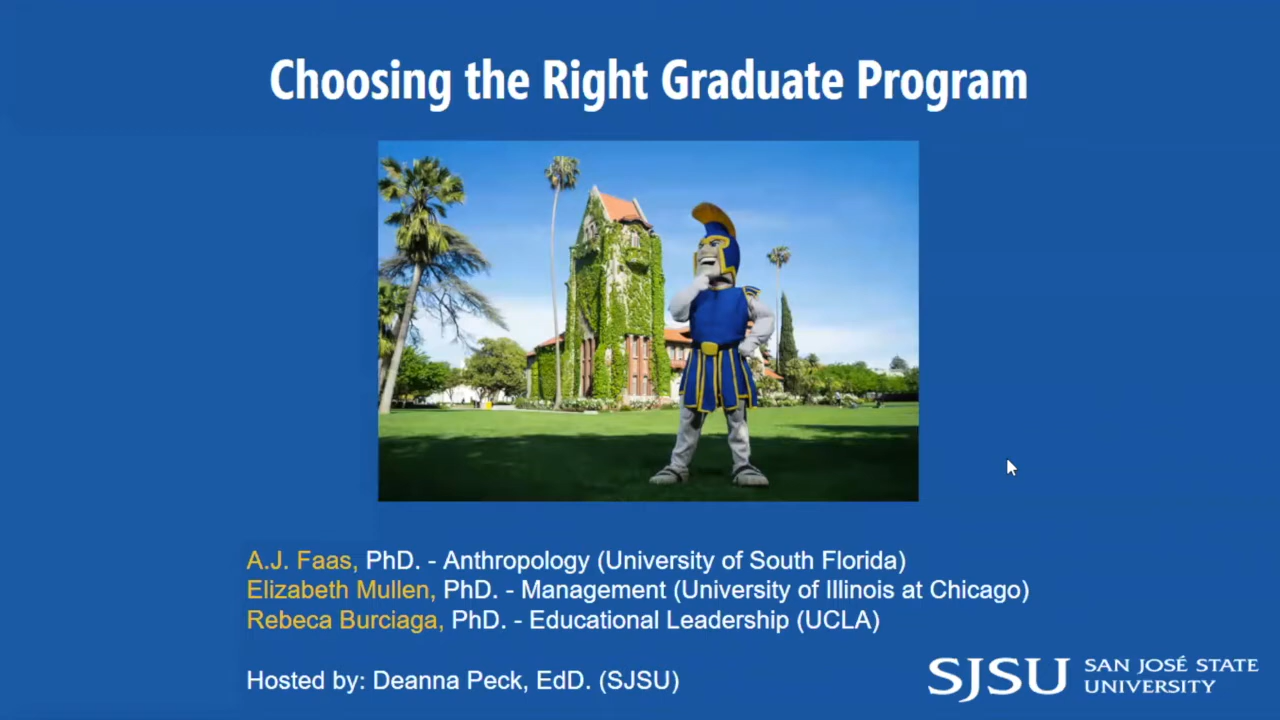 Choosing the Right Graduate Program
A.J. Faas, PhD. - Anthropology (University of South Florida)
Elizabeth Mullen, PhD. - Management (University of Illinois at Chicago)
Rebeca Burciaga, PhD. - Educational Leadership (UCLA)
Hosted by: Deanna Peck, EdD. (SJSU)
SJSU SAN JOSÉ STATE
UNIVERSITY